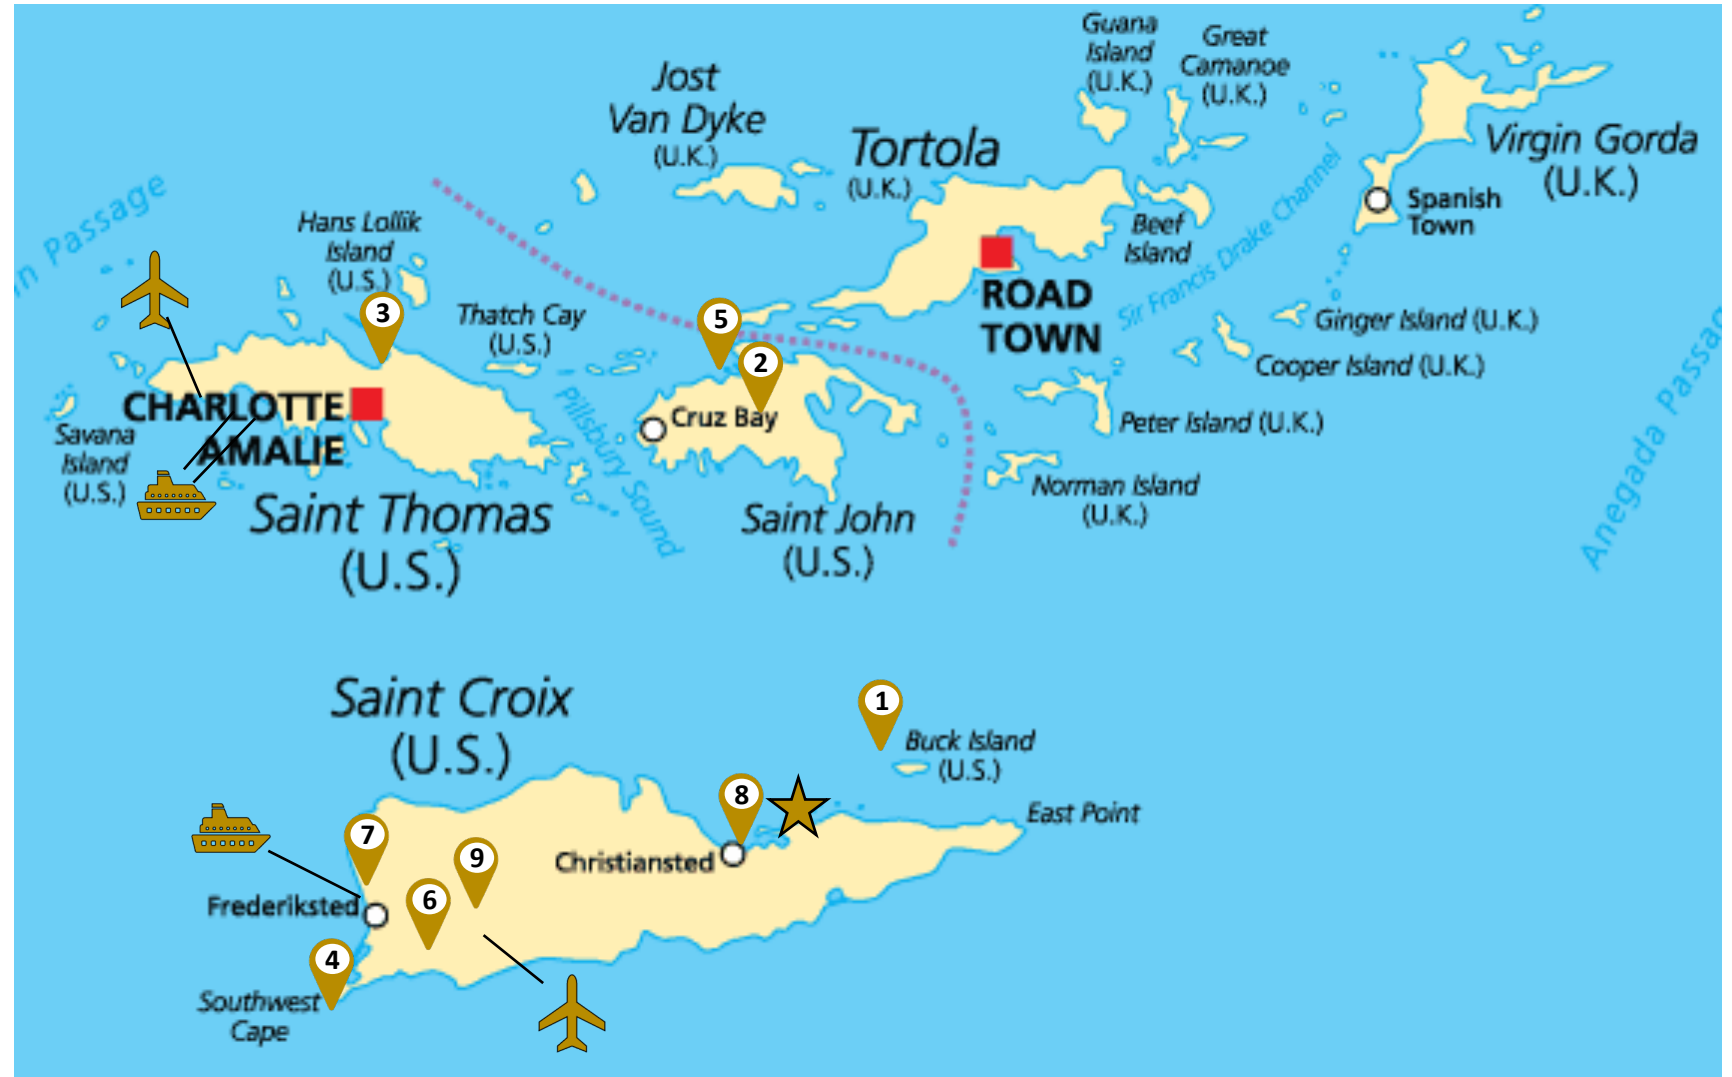 Guana
Island
(U.K.)
Great
Camanoe
(U.K.)
Jost
Van Dyke
(U.K.)
Tortola
(U.K.)
Virgin Gorda
(U.K.)
Spanish
Town
Beef
Island
Sir Francis Drake Channel
ROAD
TOWN
Passage
Hans Lollik
Island
(U.S.)
3
Thatch Cay
(U.S.)
5
2
Ginger Island (U.K.)
Cooper Island (U.K.)
Peter Island (U.K.)
Norman Island
(U.K.)
Anegada Passa
CHARLOTTE
AMALIE
Savana
Island
(U.S.)
Pillsbury Sound
Cruz Bay
Saint Thomas
(U.S.)
Saint John
(U.S.)
Saint Croix
(U.S.)
1
Buck Island
(U.S.)
East Point
8
Christiansted
7
9
6
Frederiksted
4
Southwest
Cape